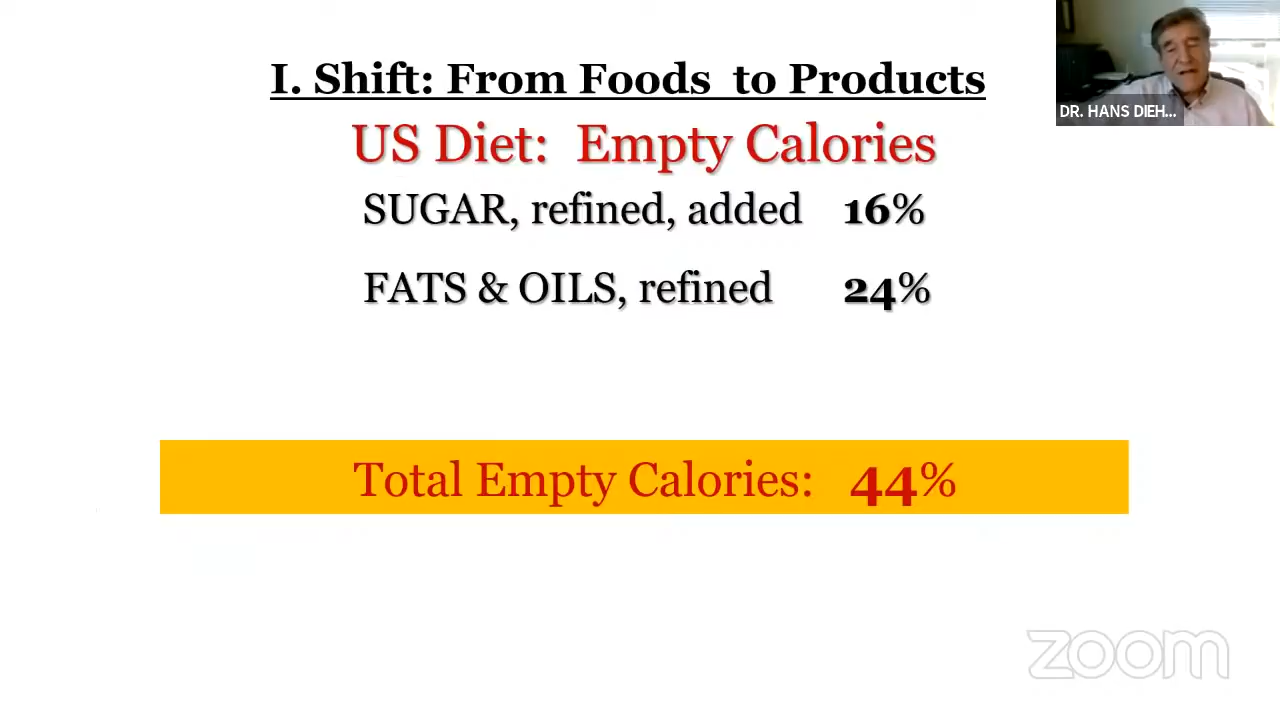 I. Shift: From Foods to Products
US Diet: Empty Calories
SUGAR, refined, added 16%
FATS & OILS, refined 24%
Total Empty Calories: 44%
DR. HANS DIEH...
zoom